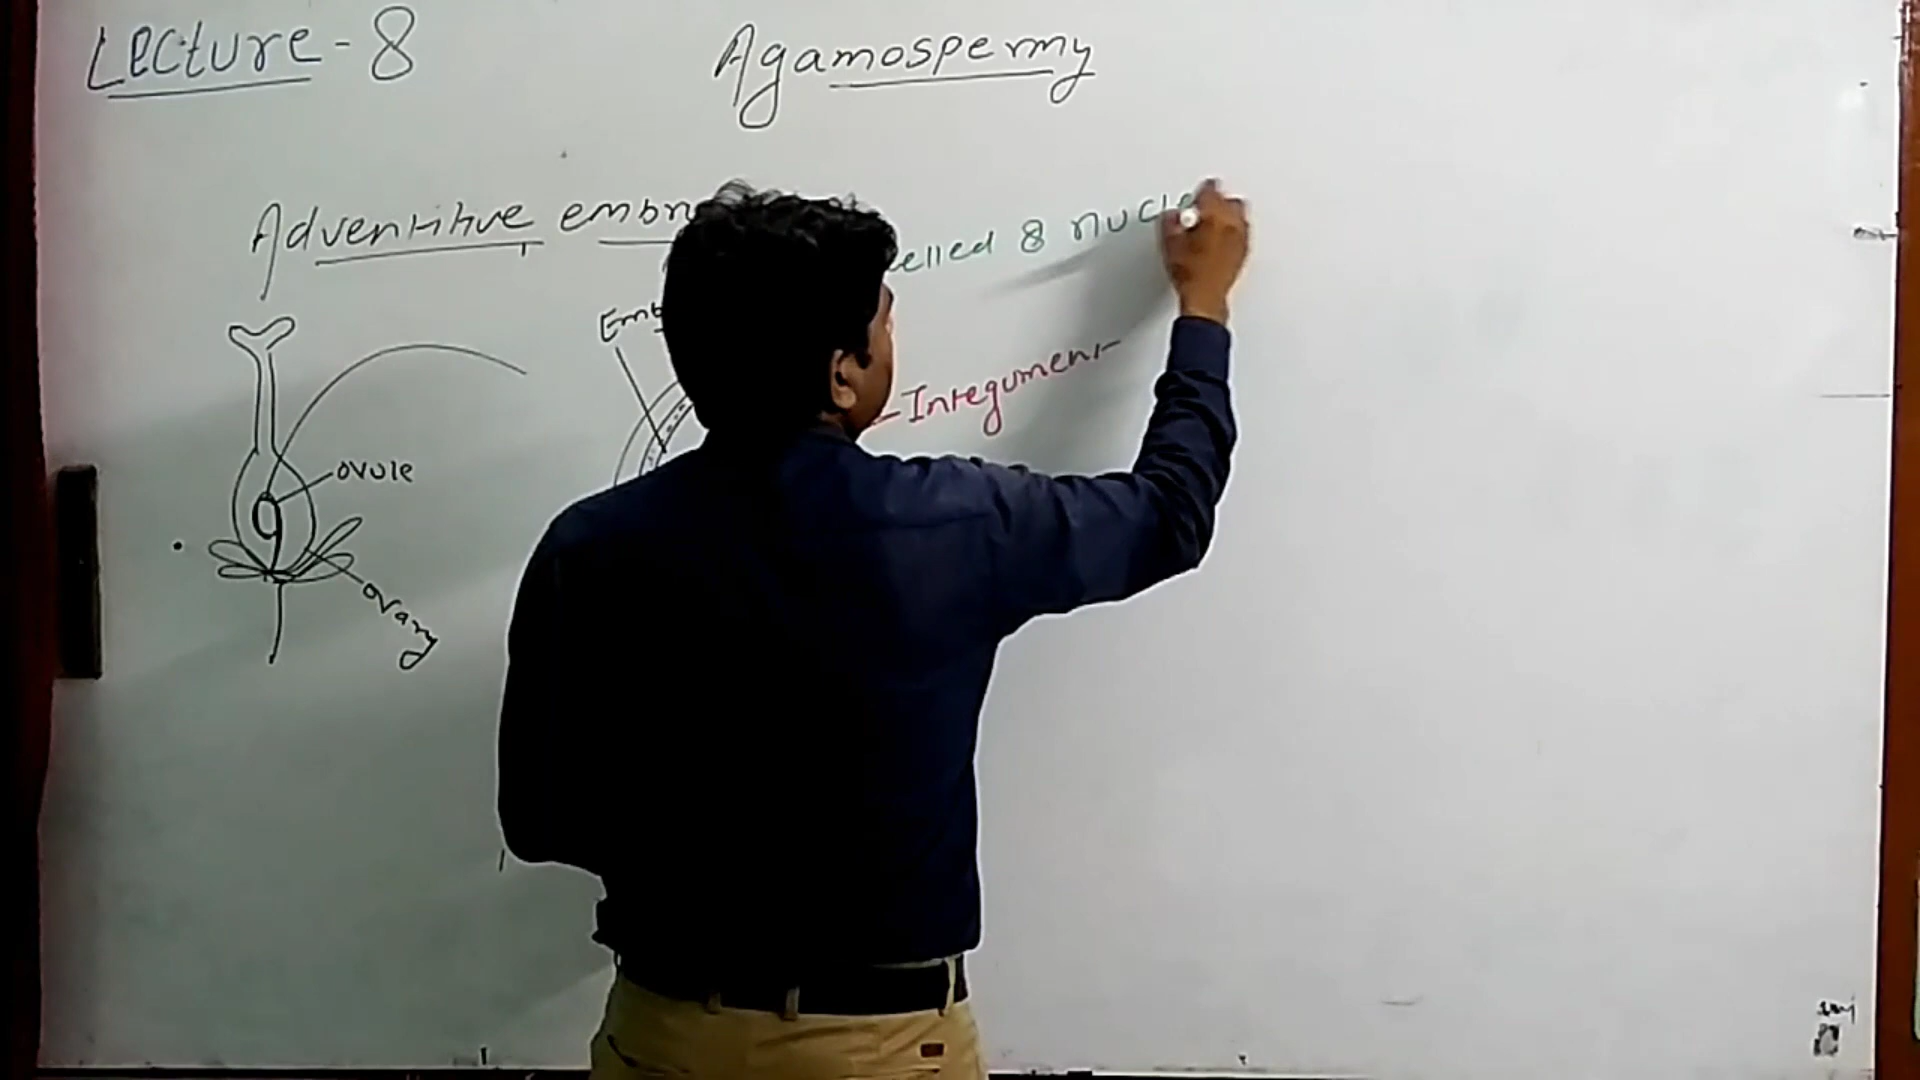 Lecture-8
Agamospermy
Adventitive embr
elled 8 nucle
Emb
Integument
ovule
ovary